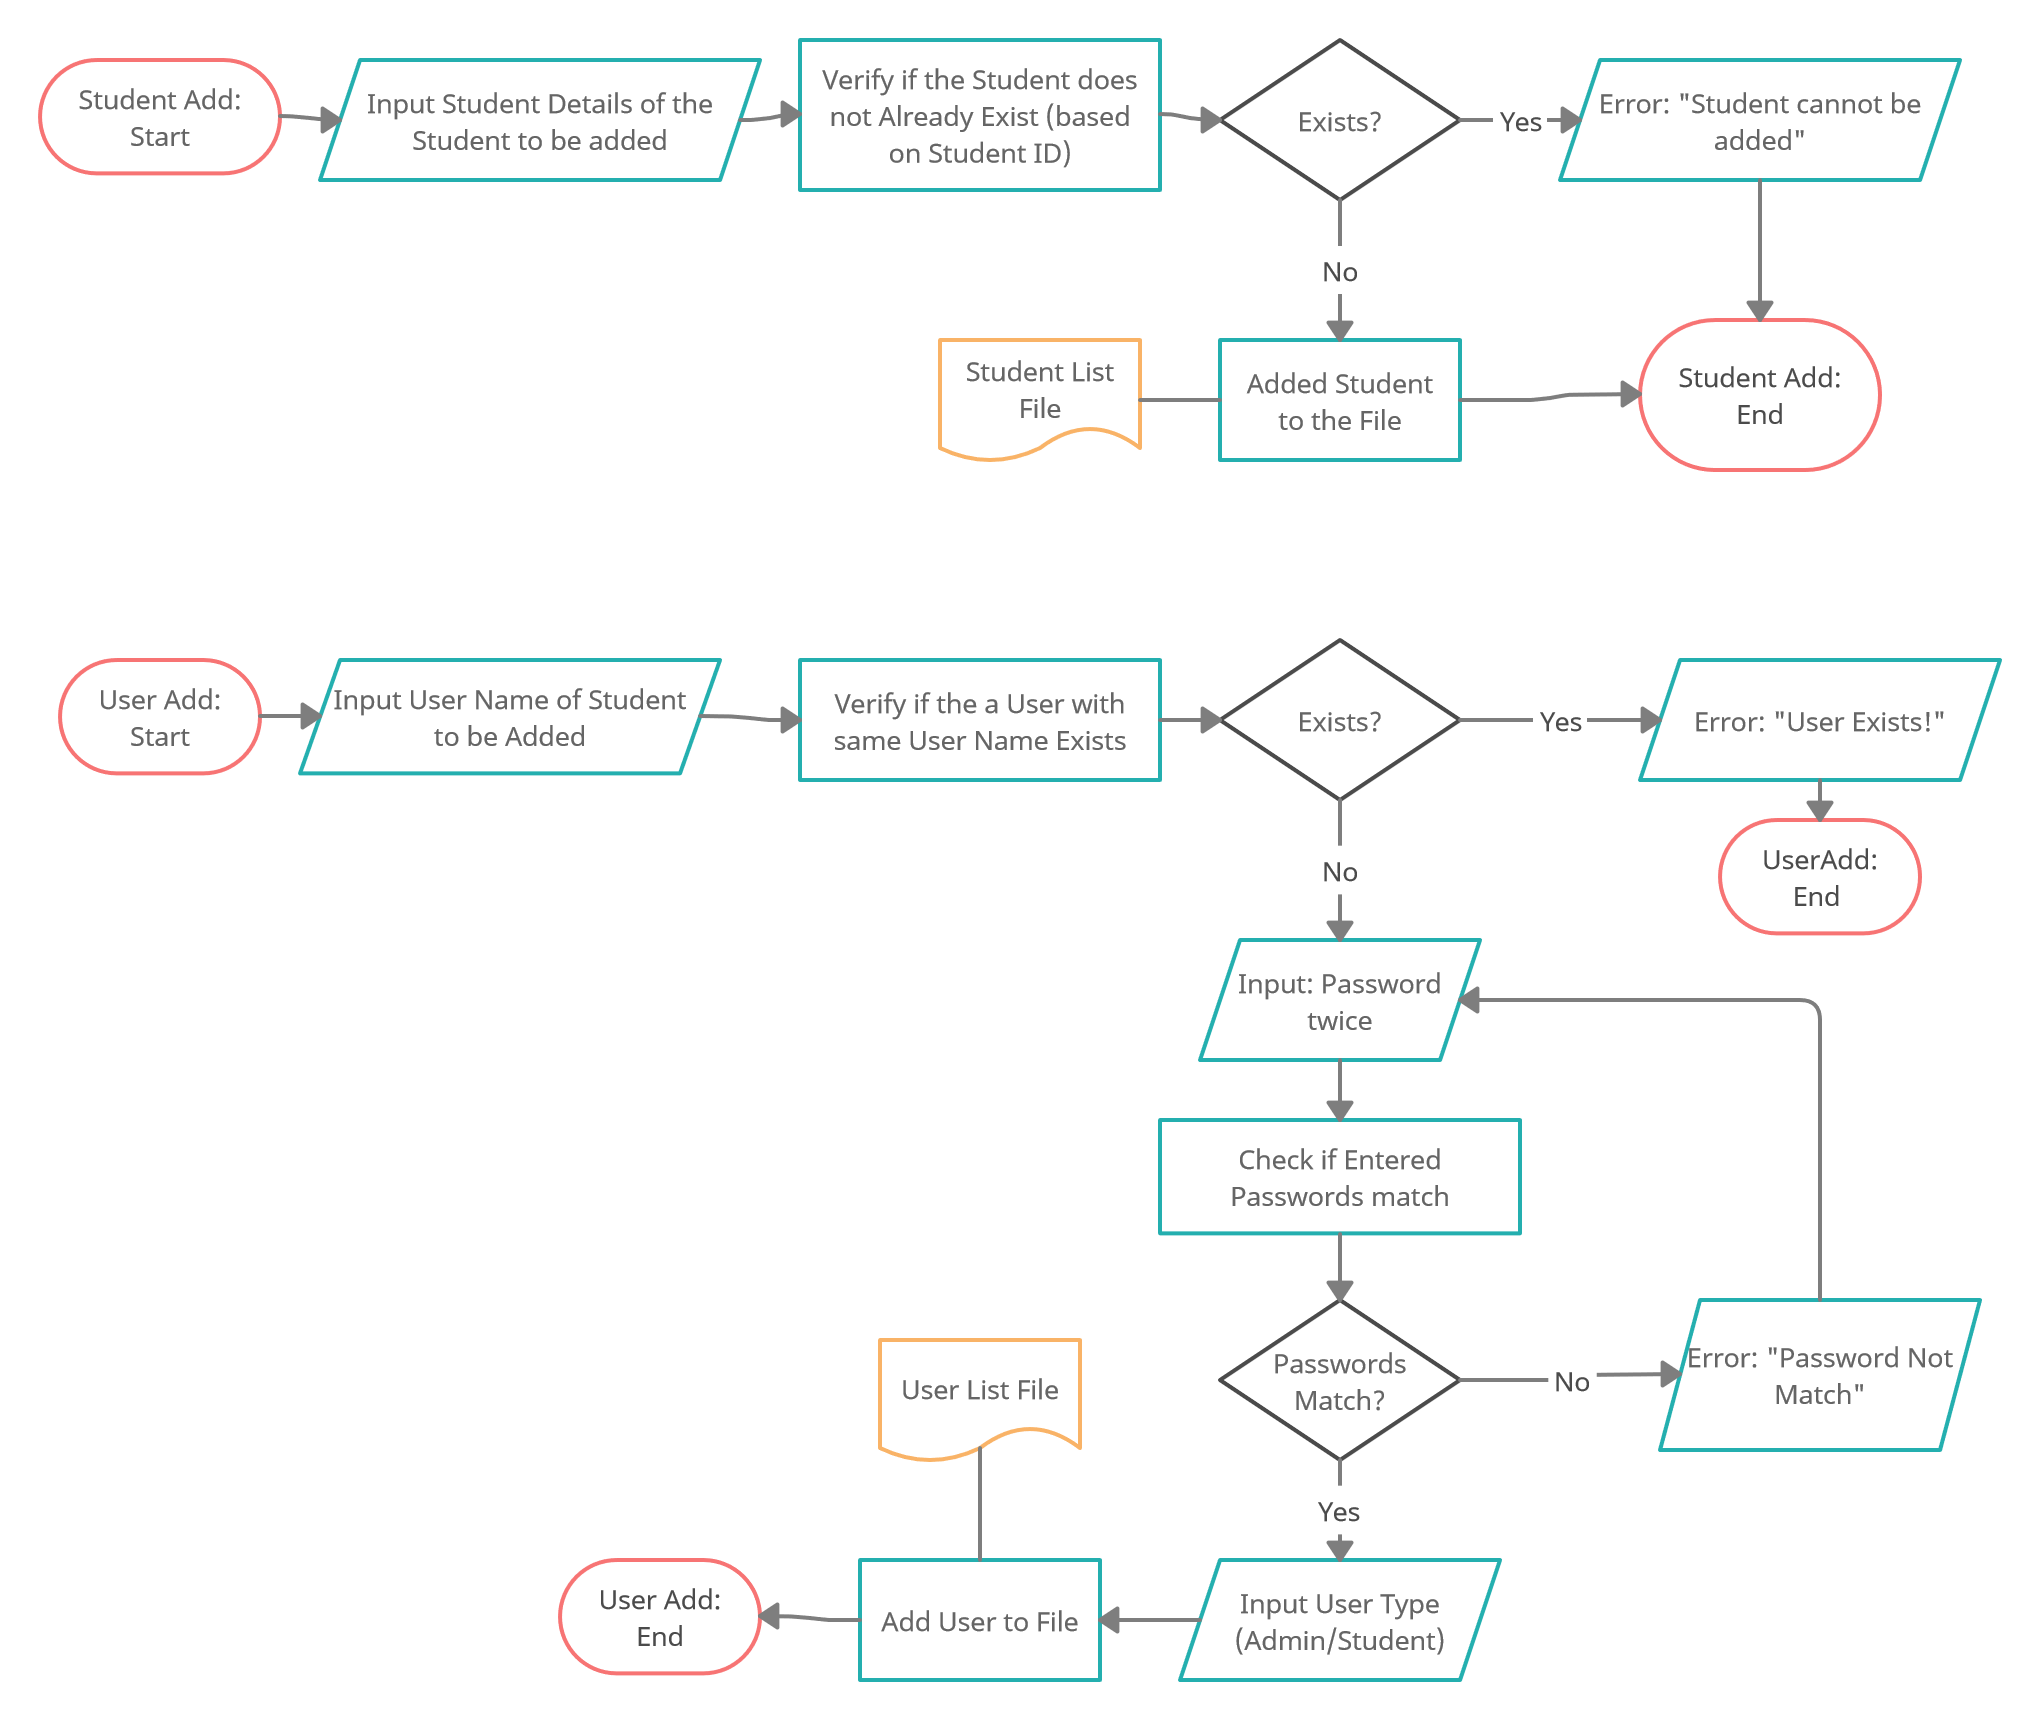 Student Add:
Start
Input Student Details of the
Student to be added
Verify if the Student does
not Already Exist (based
on Student ID)
Exists?
Yes
Error: "Student cannot be
added"
No
Student List
File
Added Student
to the File
Student Add:
End
User Add:
Start
Input User Name of Student
to be Added
Verify if the a User with
same User Name Exists
Exists?
Yes
Error: "User Exists!"
UserAdd:
End
No
Input: Password
twice
Check if Entered
Passwords match
Passwords
Match?
No
Error: "Password Not
Match"
Yes
Input User Type
(Admin/Student)
User List File
Add User to File
User Add:
End